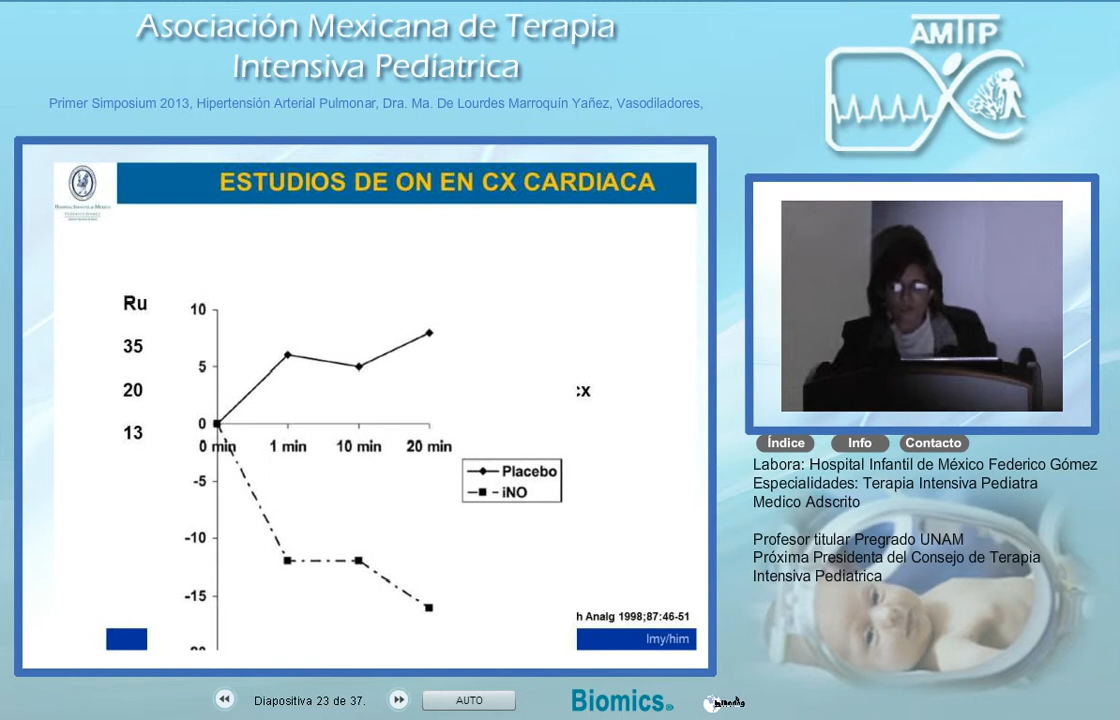 Asociación Mexicana de Terapia
Intensiva Pedíatrica
AMTIP
Primer Simposium 2013, Hipertensión Arterial Pulmonar, Dra. Ma. De Lourdes Marroquín Yañez, Vasodiladores,
ESTUDIOS DE ON EN CX CARDIACA
Ru
35
20
13
10
5
0
0 min 1 min 10 min 20 min
-5
-10
-15
Placebo
iNO
cx
h Analg 1998;87:46-51
lmy/him
Índice Info Contacto
Labora: Hospital Infantil de México Federico Gómez
Especialidades: Terapia Intensiva Pediatra
Medico Adscrito
Profesor titular Pregrado UNAM
Próxima Presidenta del Consejo de Terapia
Intensiva Pediatrica
Diapositiva 23 de 37.
AUTO
Biomics®